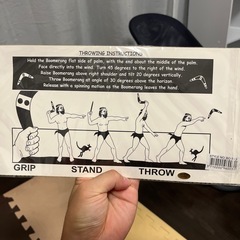 THROWING INSTRUCTIONS
Hold the Boomerang flat side of palm, with the end about the middle of palm.
Face directly into the wind. Turn 45 degrees to the right of the wind.
Raise Boomerang above right shoulder and tilt 20 degrees vertically.
Throw Boomerang at angle of 30 degrees above the horizon.
Release with a spinning motion as the Boomerang leaves the hand.
GRIP STAND THROW